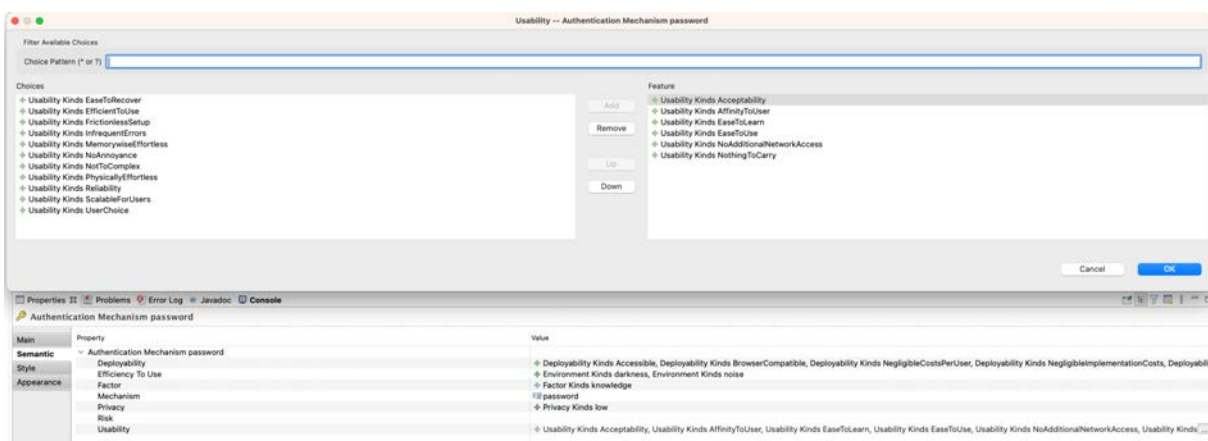 Usability -- Authentication Mechanism password
Filter Available Choices
Choice Pattern (* or ?)
Choices
Usability Kinds EaseToRecover
Usability Kinds EfficientToUse
Usability Kinds FrictionlessSetup
Usability Kinds InfrequentErrors
Usability Kinds MemorywiseEffortless
Usability Kinds NoAnnoyance
Usability Kinds NotToComplex
Usability Kinds PhysicallyEffortless
Usability Kinds Reliability
Usability Kinds ScalableForUsers
Usability Kinds UserChoice
Add
Remove
Up
Down
Feature
Usability Kinds Acceptability
Usability Kinds AffinityToUser
Usability Kinds EaseToLearn
Usability Kinds EaseToUse
Usability Kinds NoAdditionalNetworkAccess
Usability Kinds NothingToCarry
Cancel
OK
Properties Problems Error Log Javadoc Console
Authentication Mechanism password
Main
Semantic
Style
Appearance
Property Value
Authentication Mechanism password
Deployability Deployability Kinds Accessible, Deployability Kinds BrowserCompatible, Deployability Kinds NegligibleCostsPerUser, Deployability Kinds NegligibleImplementationCosts, Deployabili
Efficiency To Use Environment Kinds darkness, Environment Kinds noise
Factor Factor Kinds knowledge
Mechanism password
Privacy Privacy Kinds low
Risk
Usability Usability Kinds Acceptability, Usability Kinds AffinityToUser, Usability Kinds EaseToLearn, Usability Kinds EaseToUse, Usability Kinds NoAdditionalNetworkAccess, Usability Kinds ...